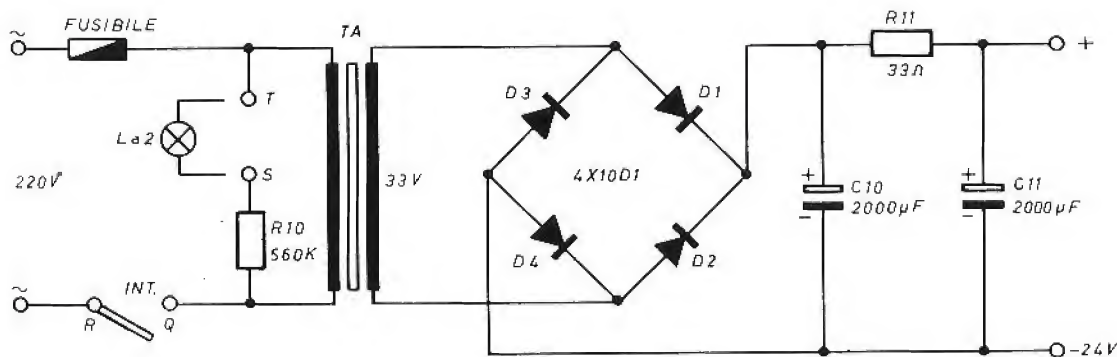 FUSIBILE
TA
R11
33Ω
+
~
T
La2
S
220V
R10
560K
INT.
~
R
Q
33V
D3
D1
4X10D1
D4
D2
+
C10
2000µF
-
+
C11
2000µF
-
-24V